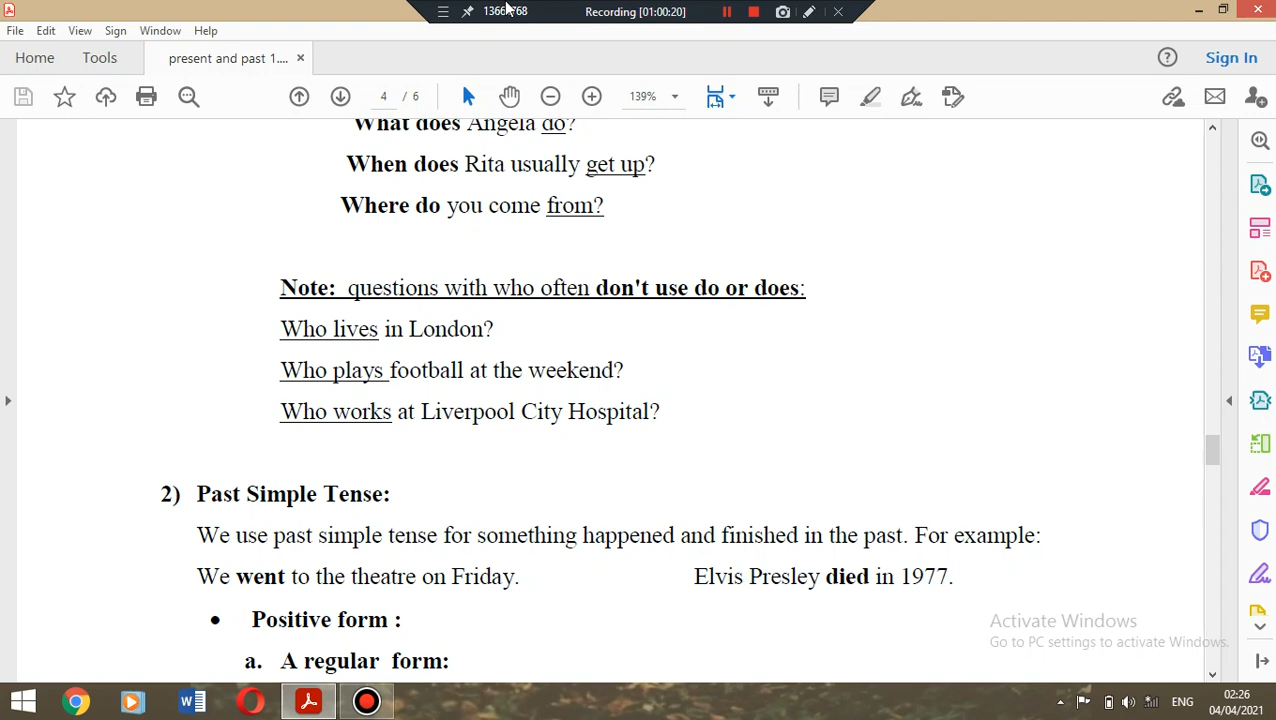 1366x768
Recording [01:00:20]
File Edit View Sign Window Help
Home Tools present and past 1.... ×
Sign In
4 / 6
139%
What does Angela do?
When does Rita usually get up?
Where do you come from?
Note: questions with who often don't use do or does:
Who lives in London?
Who plays football at the weekend?
Who works at Liverpool City Hospital?
2) Past Simple Tense:
We use past simple tense for something happened and finished in the past. For example:
We went to the theatre on Friday. Elvis Presley died in 1977.
• Positive form :
a. A regular form:
Activate Windows
Go to PC settings to activate Windows.
ENG
02:26
04/04/2021